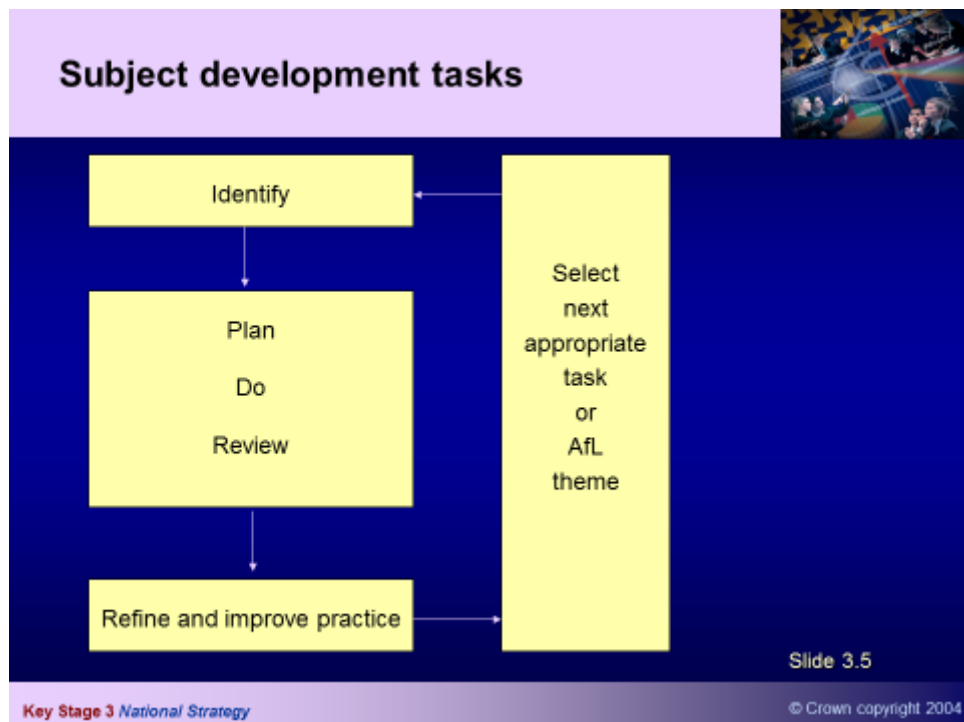 Subject development tasks
Identify
Plan
Do
Review
Refine and improve practice
Select
next
appropriate
task
or
AfL
theme
Slide 3.5
Key Stage 3 National Strategy
© Crown copyright 2004